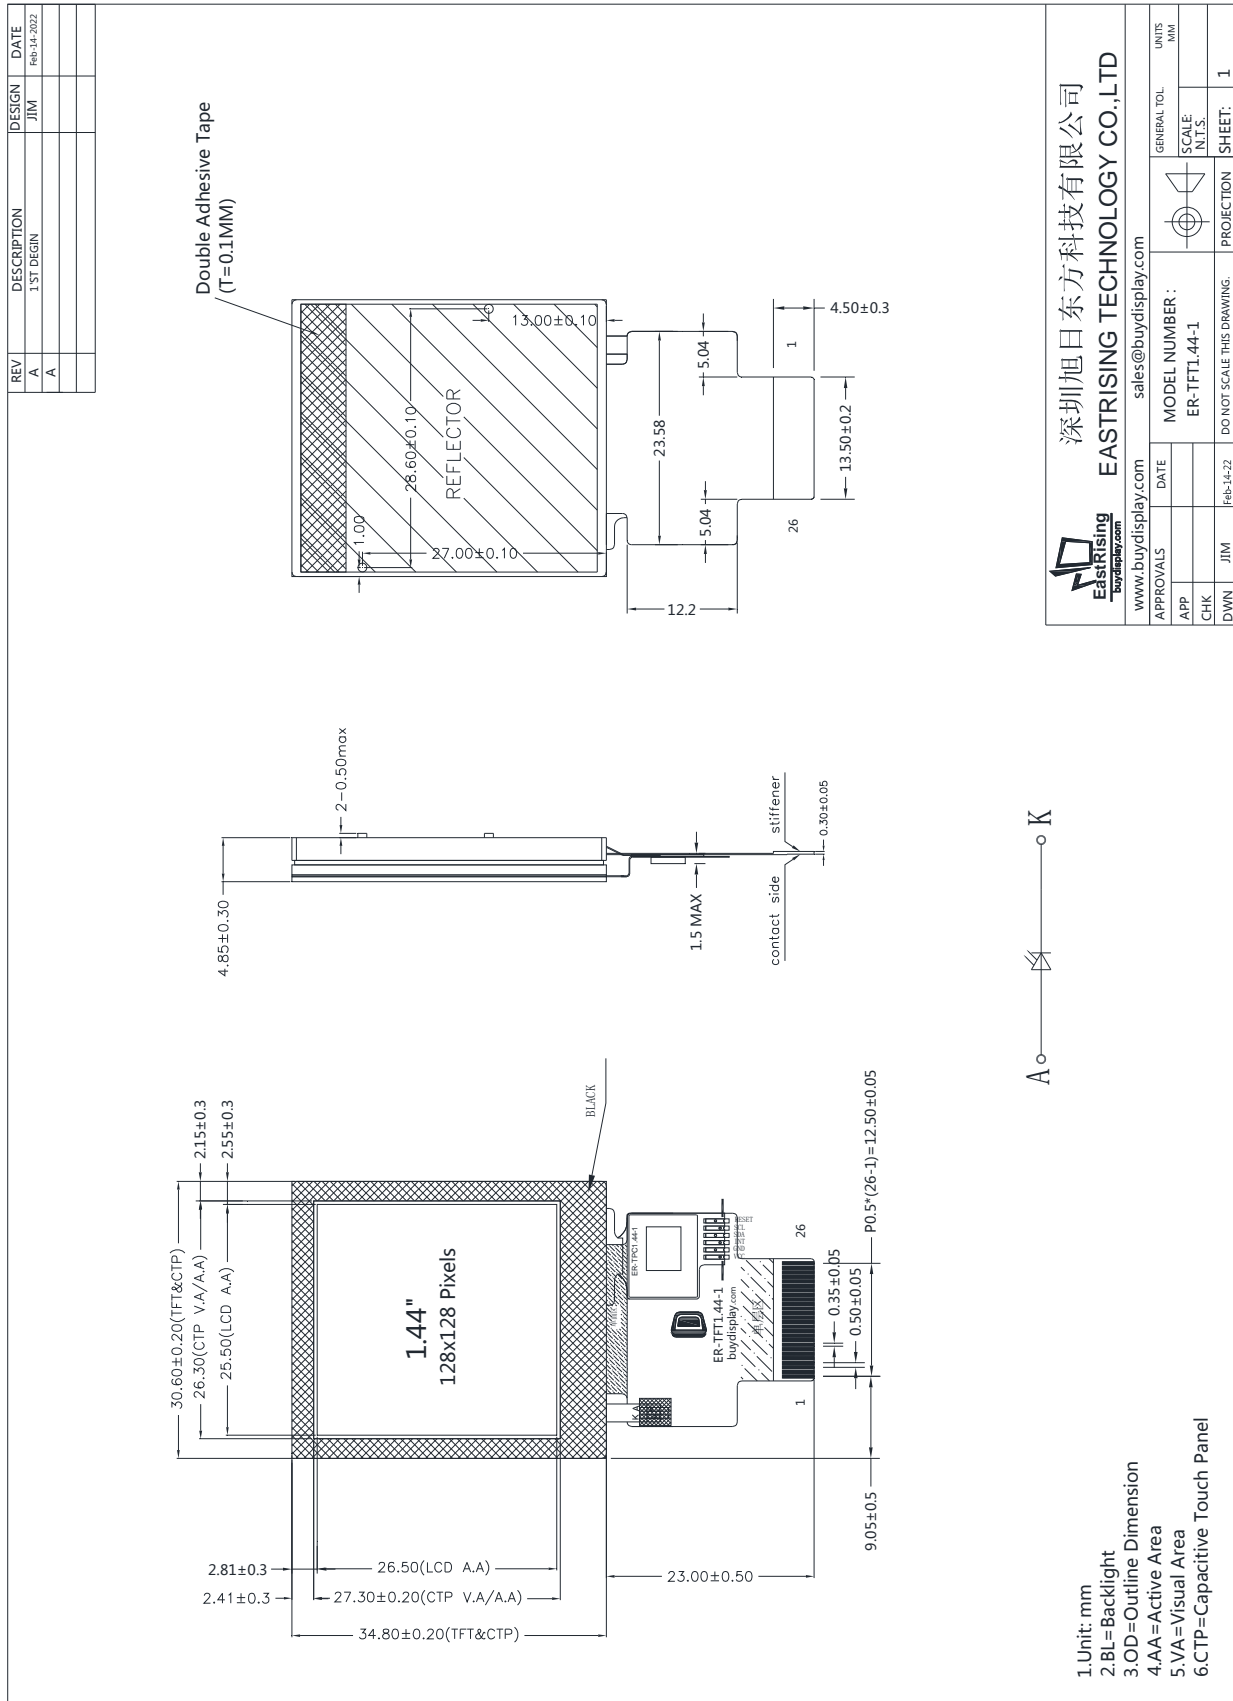 REV DESCRIPTION DESIGN DATE
A 1'ST DEGIN JIM Feb-14-2022
A
30.60±0.20(TFT&CTP)
26.30(CTP V.A/A.A)
2.15±0.3
25.50(LCD A.A)
2.55±0.3
2.81±0.3
26.50(LCD A.A)
2.41±0.3
27.30±0.20(CTP V.A/A.A)
34.80±0.20(TFT&CTP)
1.44"
128x128 Pixels
BLACK
23.00±0.50
K A
ER-TPC1.44-1
RESET
SCL
SDA
INT
GND
VCC
ER-TFT1.44-1
buydisplay.com
1
26
0.35±0.05
0.50±0.05
9.05±0.5
P0.5*(26-1)=12.50±0.05
4.85±0.30
2-0.50max
1.5 MAX
contact side
stiffener
0.30±0.05
Double Adhesive Tape
(T=0.1MM)
1.00
13.00±0.10
28.60±0.10
REFLECTOR
27.00±0.10
12.2
5.04
23.58
5.04
4.50±0.3
26
1
13.50±0.2
A
K
1.Unit: mm
2.BL=Backlight
3.OD=Outline Dimension
4.AA=Active Area
5.VA=Visual Area
6.CTP=Capacitive Touch Panel
EastRising
buydisplay.com
深圳旭日东方科技有限公司
EASTRISING TECHNOLOGY CO.,LTD
www.buydisplay.com sales@buydisplay.com
APPROVALS DATE
APP
CHK
DWN JIM Feb-14-22
MODEL NUMBER :
ER-TFT1.44-1
DO NOT SCALE THIS DRAWING.
PROJECTION
GENERAL TOL.
UNITS
MM
SCALE:
N.T.S.
SHEET: 1